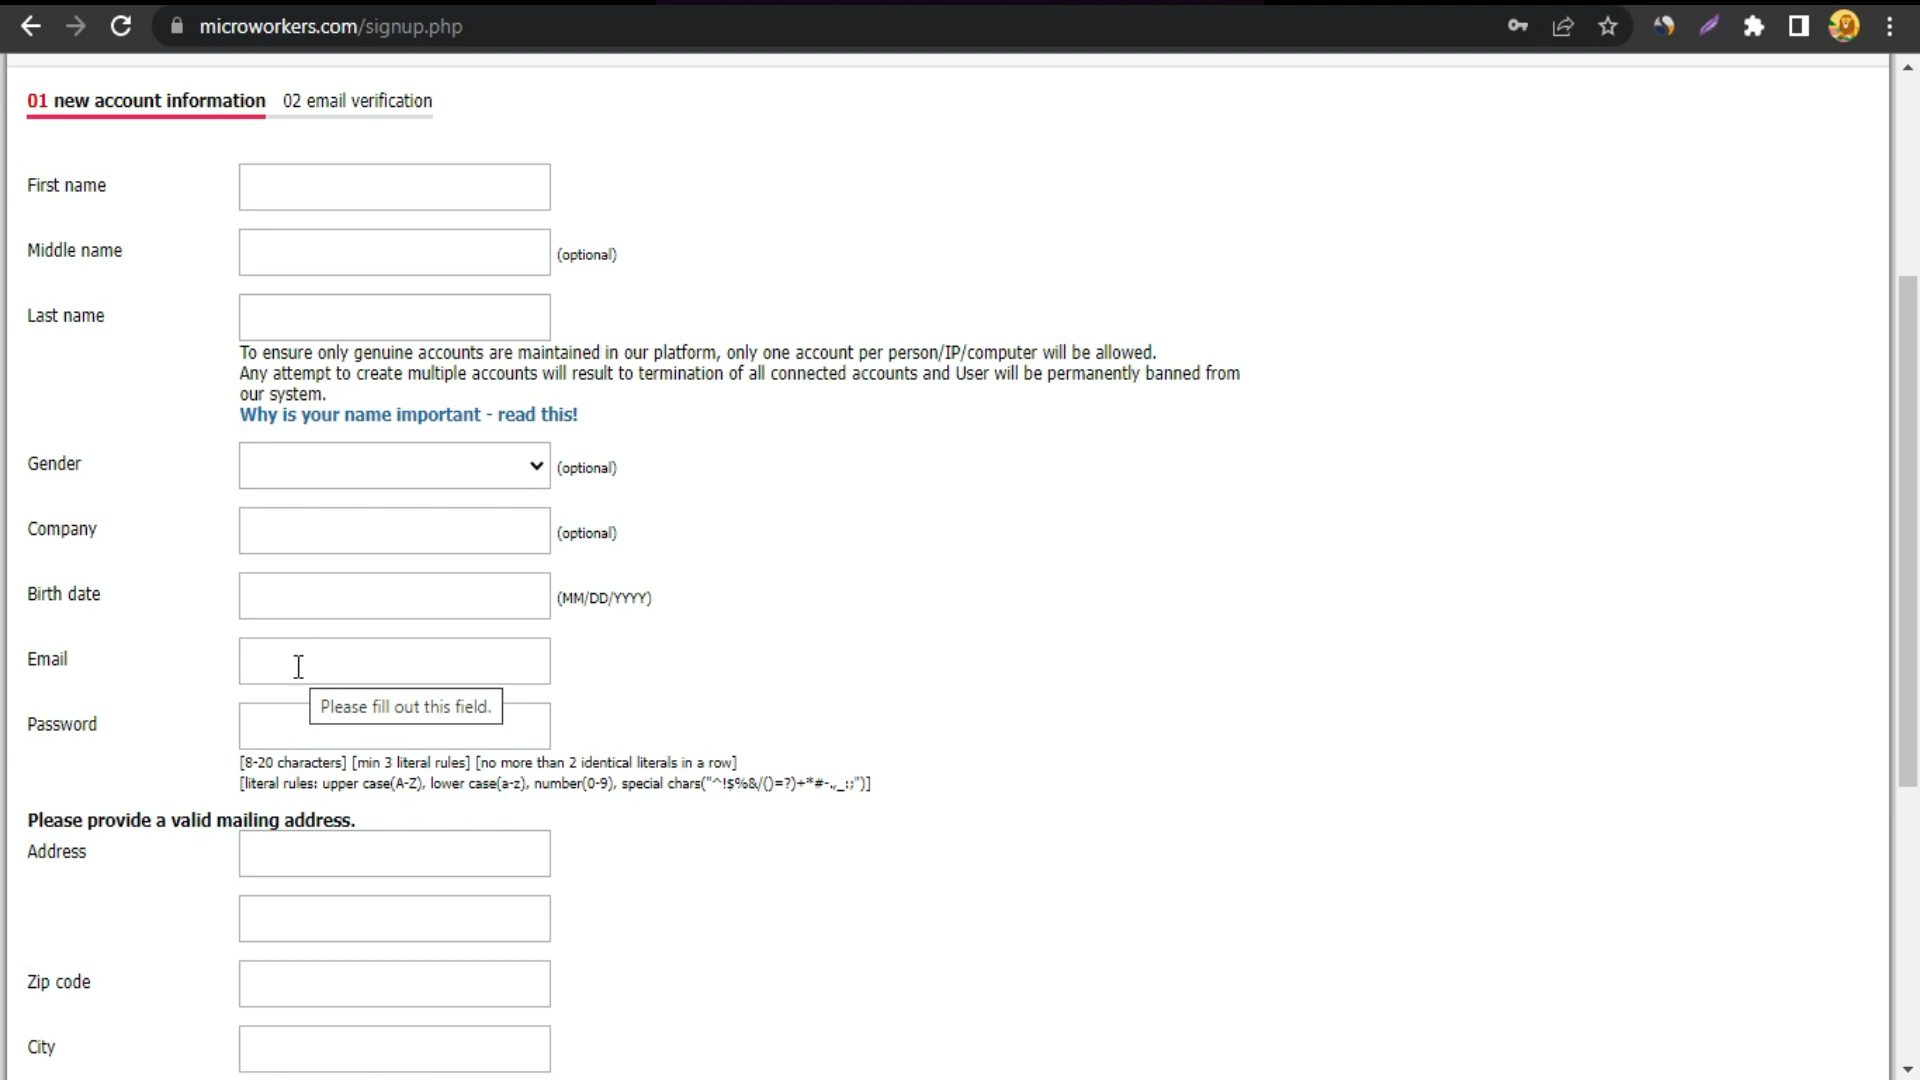 microworkers.com/signup.php
01 new account information 02 email verification
First name
Middle name (optional)
Last name
To ensure only genuine accounts are maintained in our platform, only one account per person/IP/computer will be allowed.
Any attempt to create multiple accounts will result to termination of all connected accounts and User will be permanently banned from
our system.
Why is your name important - read this!
Gender (optional)
Company (optional)
Birth date (MM/DD/YYYY)
Email
Please fill out this field.
Password
[8-20 characters] [min 3 literal rules] [no more than 2 identical literals in a row]
[literal rules: upper case(A-Z), lower case(a-z), number(0-9), special chars("^!$%&/()=?)+*#-.,_:;")]
Please provide a valid mailing address.
Address
Zip code
City